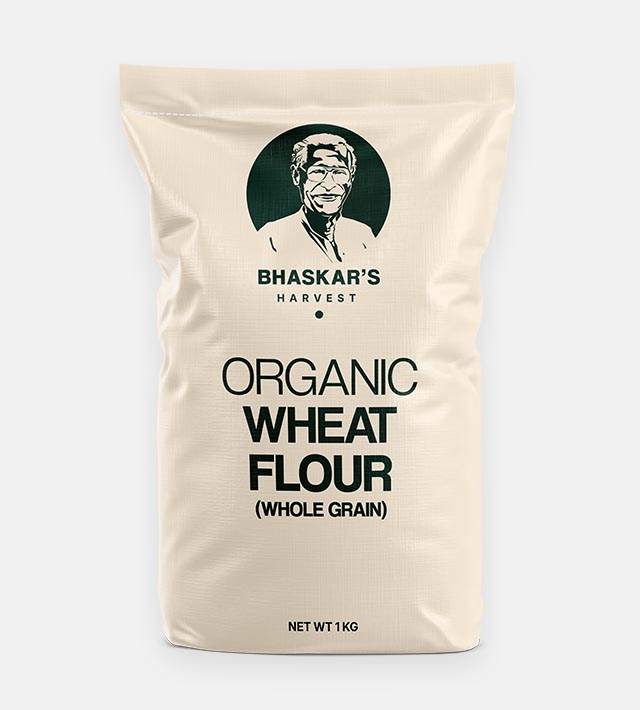 BHASKAR'S
HARVEST
ORGANIC
WHEAT
FLOUR
(WHOLE GRAIN)
NET WT 1 KG